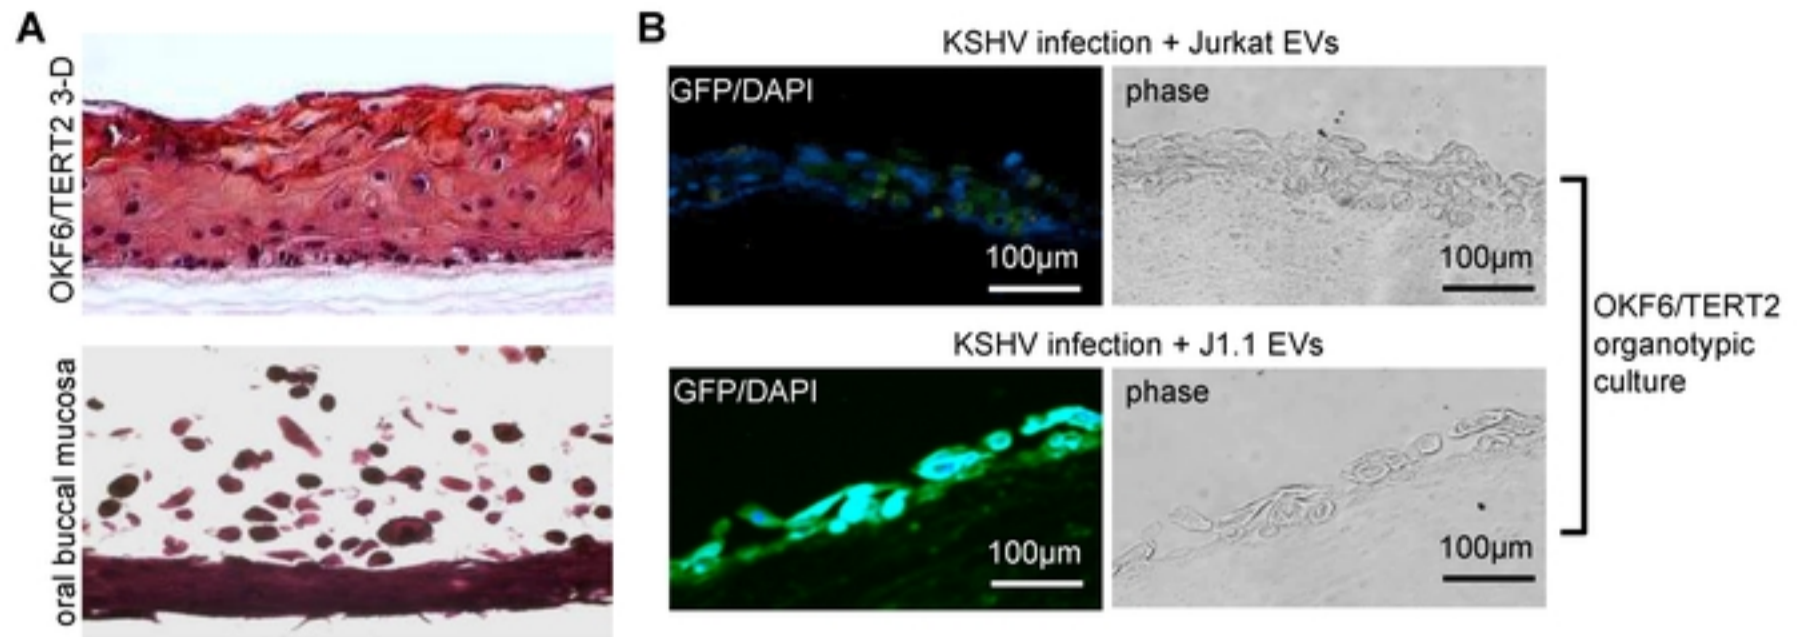 A
OKF6/TERT2 3-D
oral buccal mucosa
B
KSHV infection + Jurkat EVs
GFP/DAPI
100µm
phase
100µm
KSHV infection + J1.1 EVs
GFP/DAPI
100µm
phase
100µm
OKF6/TERT2
organotypic
culture